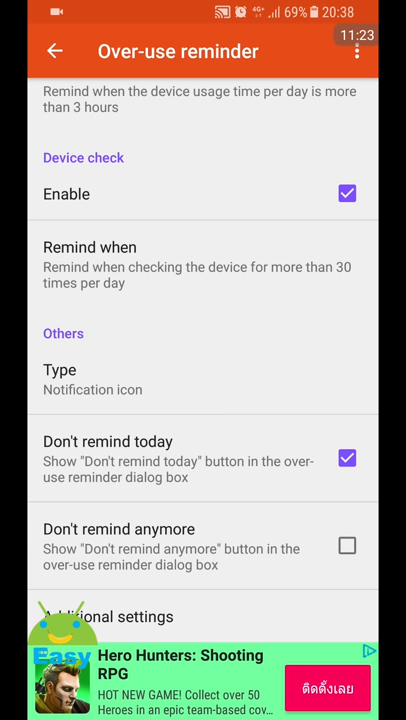 4G+ 69% 20:38
11:23
Over-use reminder
Remind when the device usage time per day is more
than 3 hours
Device check
Enable
Remind when
Remind when checking the device for more than 30
times per day
Others
Type
Notification icon
Don't remind today
Show "Don't remind today" button in the over-
use reminder dialog box
Don't remind anymore
Show "Don't remind anymore" button in the
over-use reminder dialog box
Additional settings
Easy
Hero Hunters: Shooting
RPG
HOT NEW GAME! Collect over 50
Heroes in an epic team-based cov...
ติดตั้งเลย